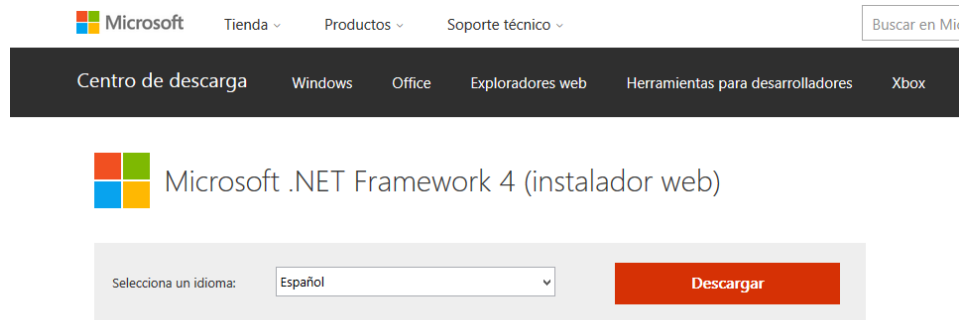 Microsoft Tienda Productos Soporte técnico Buscar en Mic
Centro de descarga Windows Office Exploradores web Herramientas para desarrolladores Xbox
Microsoft .NET Framework 4 (instalador web)
Selecciona un idioma: Español Descargar